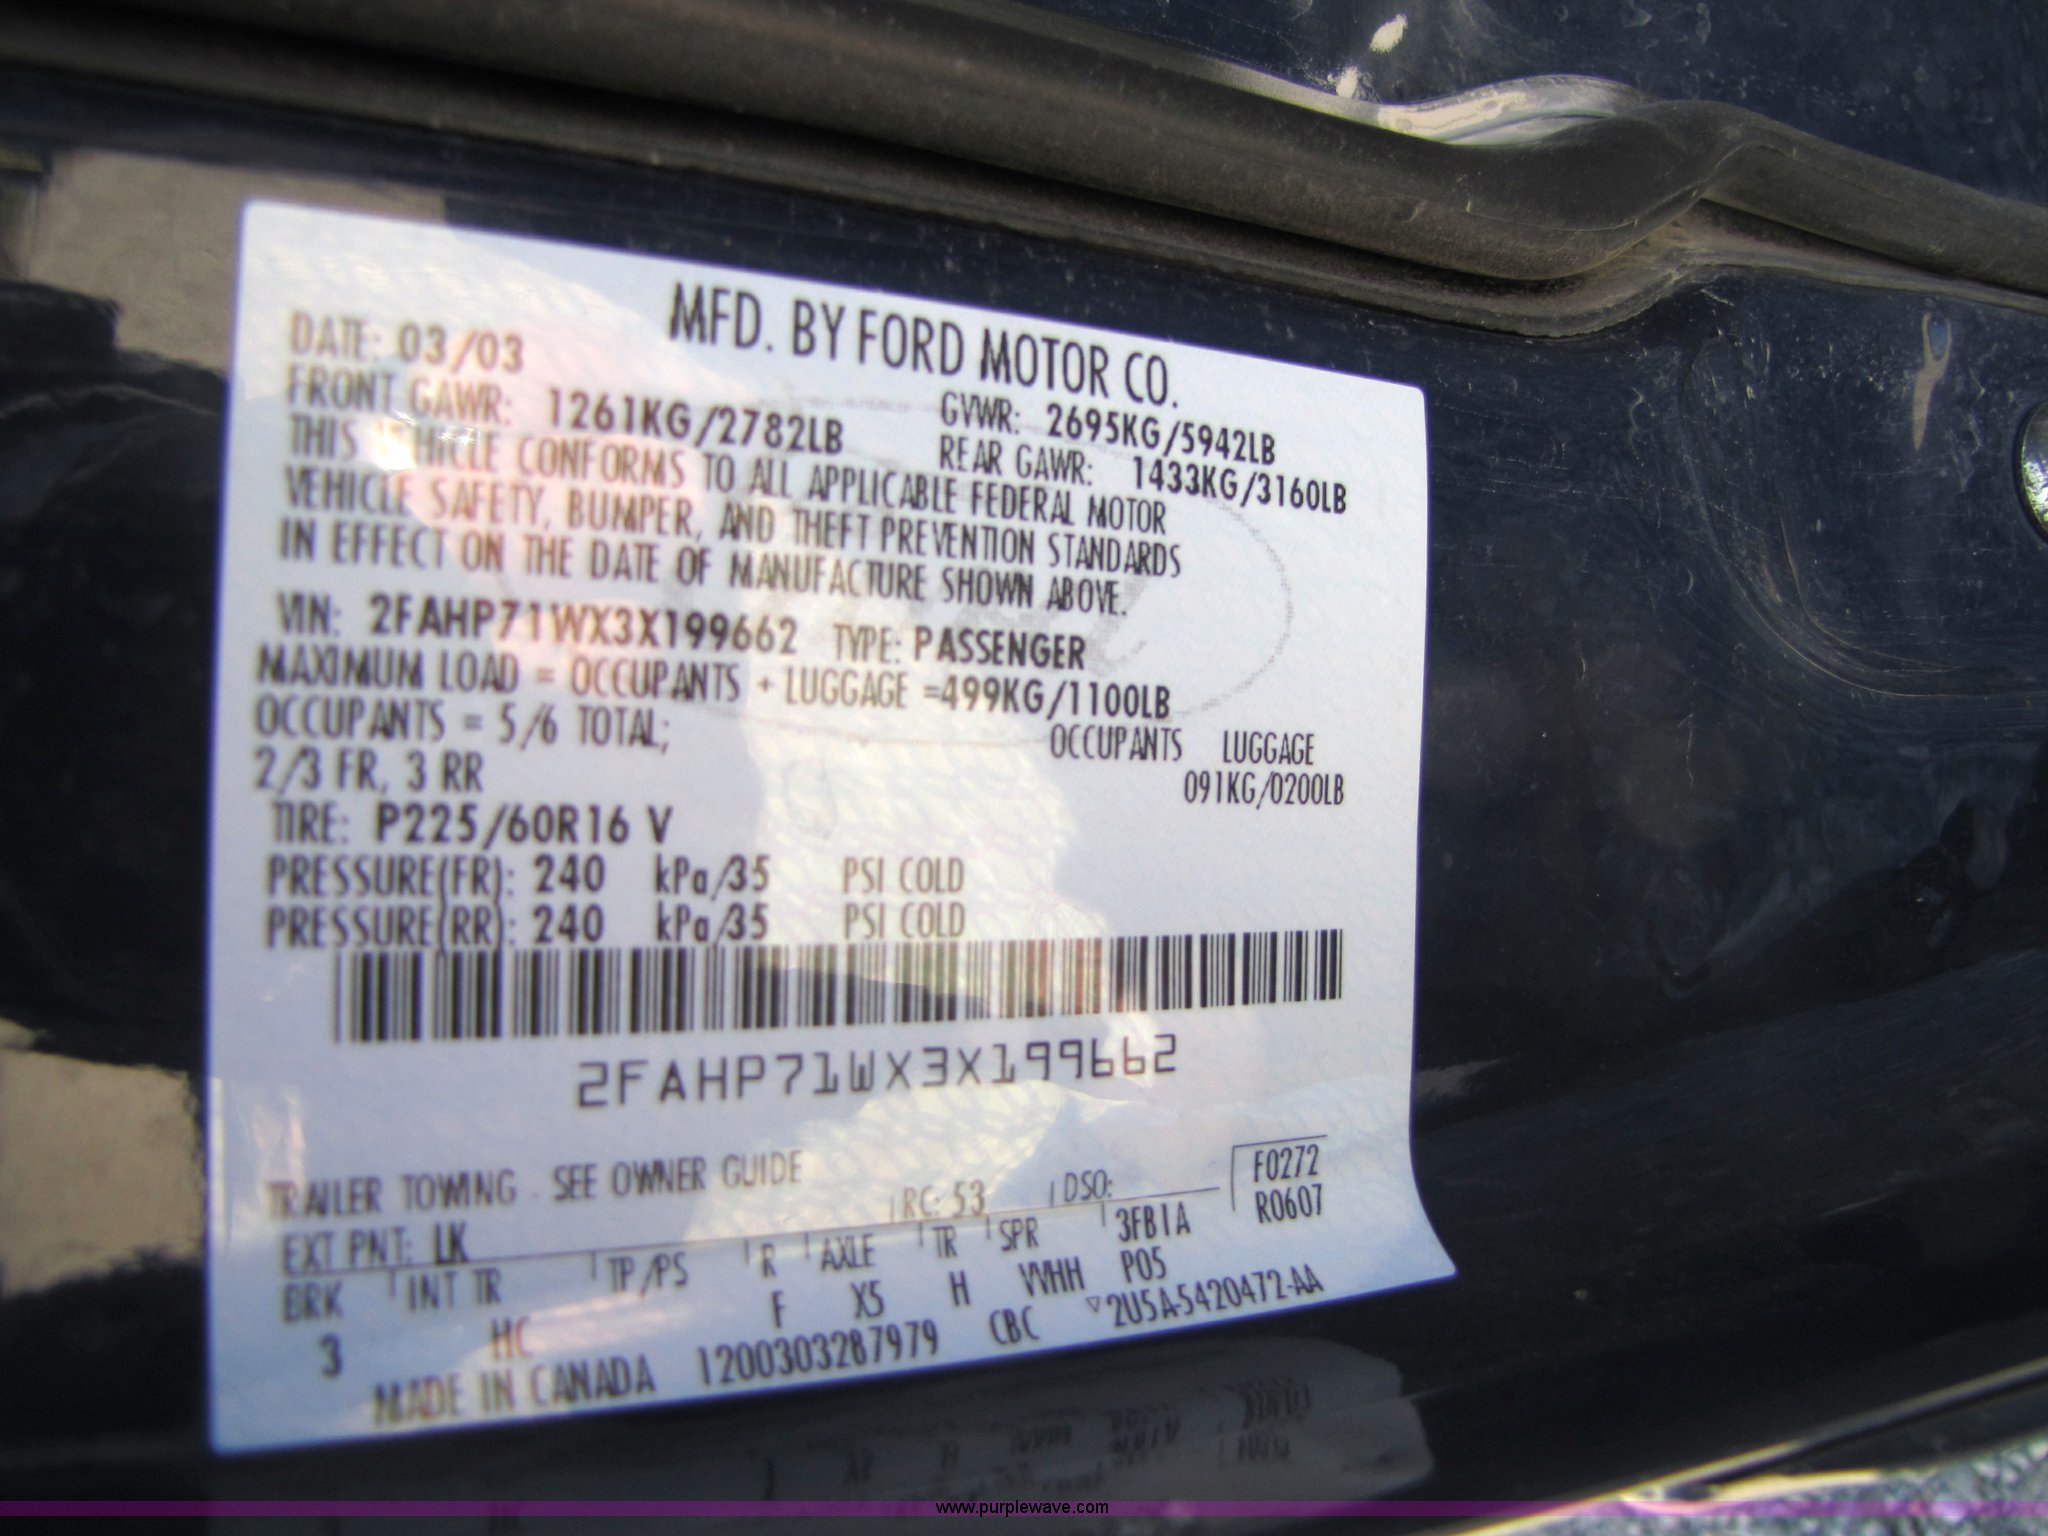 MFD. BY FORD MOTOR CO.
DATE: 03/03
GVWR: 2695KG/5942LB
FRONT GAWR: 1261KG/2782LB
REAR GAWR: 1433KG/3160LB
THIS VEHICLE CONFORMS TO ALL APPLICABLE FEDERAL MOTOR
VEHICLE SAFETY, BUMPER, AND THEFT PREVENTION STANDARDS
IN EFFECT ON THE DATE OF MANUFACTURE SHOWN ABOVE.
VIN: 2FAHP71WX3X199662 TYPE: PASSENGER
MAXIMUM LOAD = OCCUPANTS + LUGGAGE =499KG/1100LB
OCCUPANTS = 5/6 TOTAL; OCCUPANTS LUGGAGE
2/3 FR, 3 RR 091KG/0200LB
TIRE: P225/60R16 V
PRESSURE(FR): 240 kPa/35 PSI COLD
PRESSURE(RR): 240 kPa/35 PSI COLD
2FAHP71WX3X199662
TRAILER TOWING - SEE OWNER GUIDE
F0272
EXT PNT: LK RC: 53 DSO: R0607
BRK INT TR TP/PS R AXLE TR SPR 3FB1A
3 HC F X5 H VVHH P05
MADE IN CANADA 1200303287979 CBC ▽2U5A-5420472-AA
www.purplewave.com